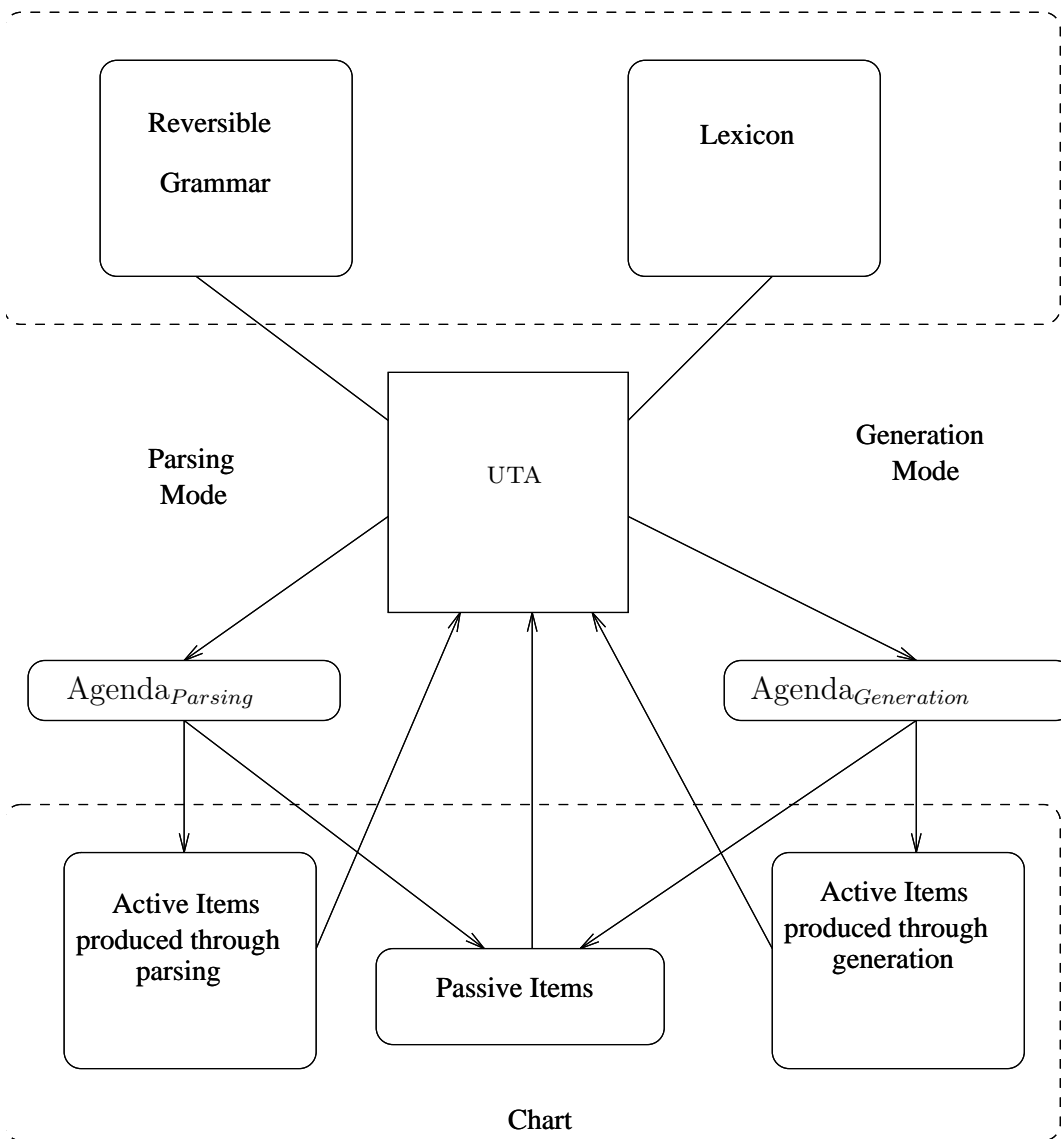 Reversible
Grammar
Lexicon
Parsing
Mode
UTA
Generation
Mode
Agenda_Parsing
Agenda_Generation
Active Items
produced through
parsing
Passive Items
Active Items
produced through
generation
Chart